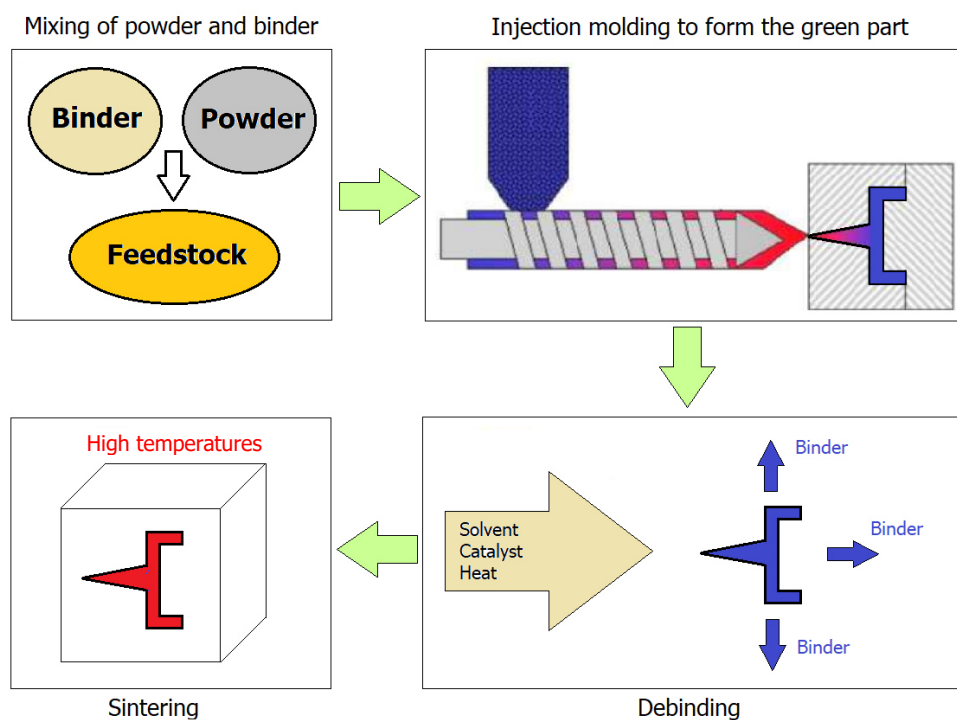 Mixing of powder and binder
Binder
Powder
Feedstock
Injection molding to form the green part
High temperatures
Sintering
Solvent
Catalyst
Heat
Binder
Binder
Binder
Debinding